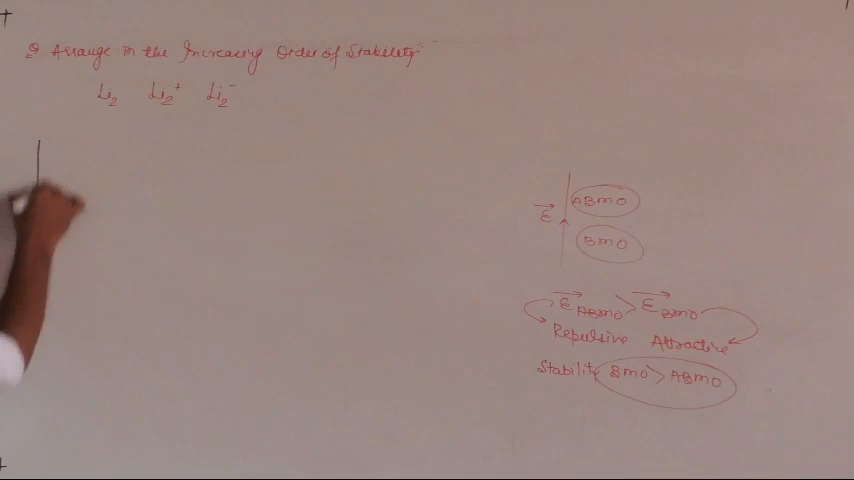 Q Arrange in the Increasing Order of Stability
Li₂ Li₂⁺ Li₂⁻
ABMO
E
BMO
E ABMO > E BMO
Repulsive Attractive
Stability BMO > ABMO